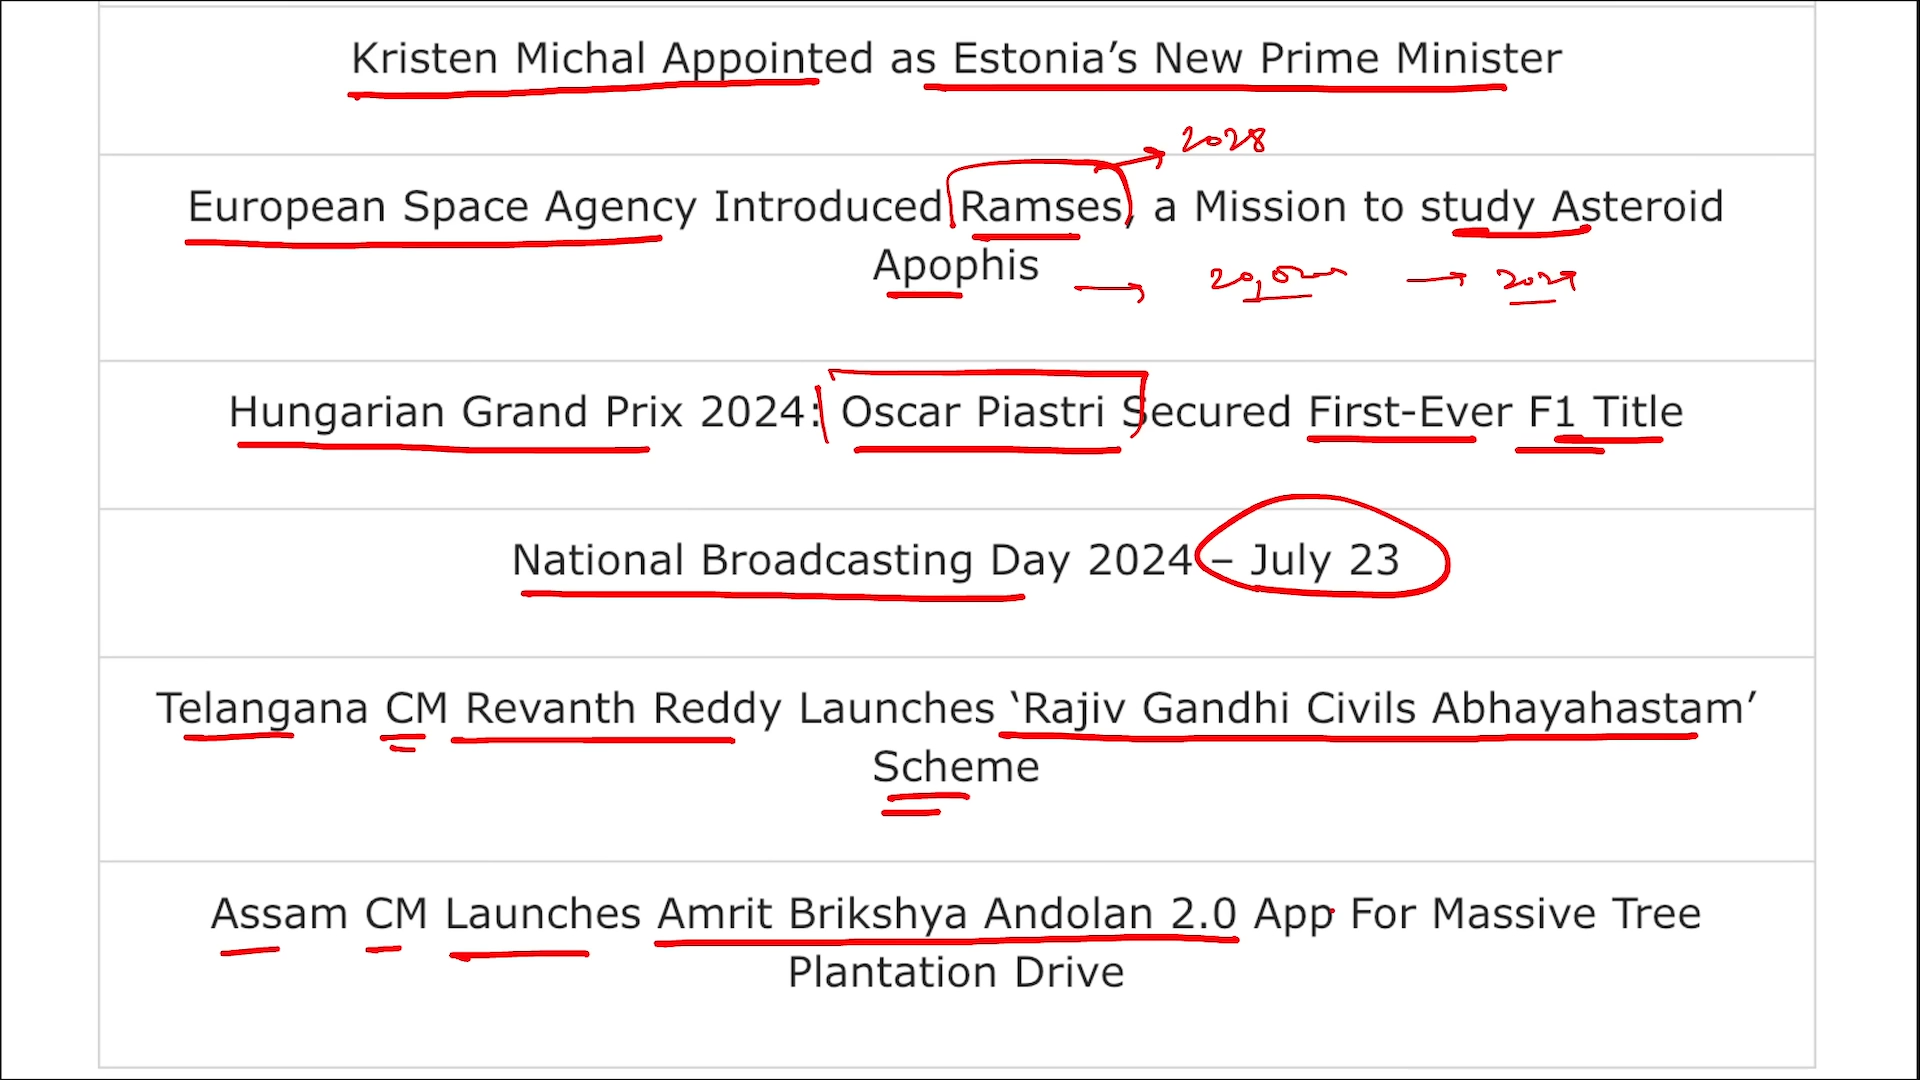 Kristen Michal Appointed as Estonia’s New Prime Minister
2028
European Space Agency Introduced Ramses, a Mission to study Asteroid
Apophis
Hungarian Grand Prix 2024: Oscar Piastri Secured First-Ever F1 Title
National Broadcasting Day 2024 – July 23
Telangana CM Revanth Reddy Launches ‘Rajiv Gandhi Civils Abhayahastam’
Scheme
Assam CM Launches Amrit Brikshya Andolan 2.0 App For Massive Tree
Plantation Drive